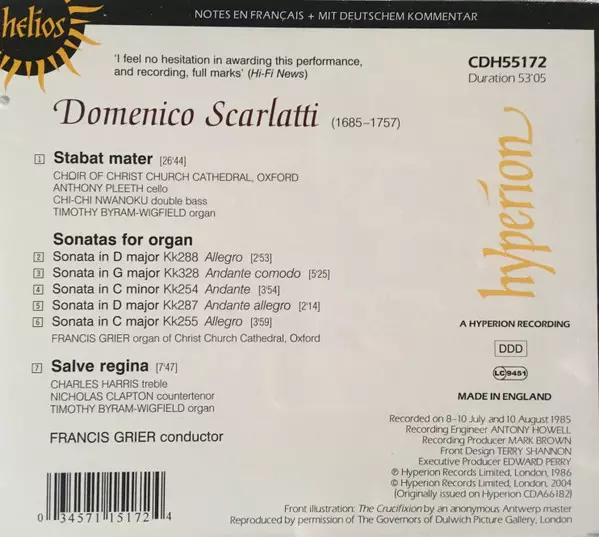 helios
NOTES EN FRANÇAIS + MIT DEUTSCHEM KOMMENTAR
'I feel no hesitation in awarding this performance,
and recording, full marks' (Hi-Fi News)
CDH55172
Duration 53'05
Domenico Scarlatti (1685–1757)
1 Stabat mater [26'44]
CHOIR OF CHRIST CHURCH CATHEDRAL, OXFORD
ANTHONY PLEETH cello
CHI-CHI NWANOKU double bass
TIMOTHY BYRAM-WIGFIELD organ
Sonatas for organ
2 Sonata in D major Kk288 Allegro [2'53]
3 Sonata in G major Kk328 Andante comodo [5'25]
4 Sonata in C minor Kk254 Andante [3'54]
5 Sonata in D major Kk287 Andante allegro [2'14]
6 Sonata in C major Kk255 Allegro [3'59]
FRANCIS GRIER organ of Christ Church Cathedral, Oxford
7 Salve regina [7'47]
CHARLES HARRIS treble
NICHOLAS CLAPTON countertenor
TIMOTHY BYRAM-WIGFIELD organ
FRANCIS GRIER conductor
hyperion
A HYPERION RECORDING
DDD
LC 9451
MADE IN ENGLAND
Recorded on 8–10 July and 10 August 1985
Recording Engineer ANTONY HOWELL
Recording Producer MARK BROWN
Front Design TERRY SHANNON
Executive Producer EDWARD PERRY
℗ Hyperion Records Limited, London, 1986
© Hyperion Records Limited, London, 2004
(Originally issued on Hyperion CDA66182)
0 34571 15172 4
Front illustration: The Crucifixion by an anonymous Antwerp master
Reproduced by permission of The Governors of Dulwich Picture Gallery, London